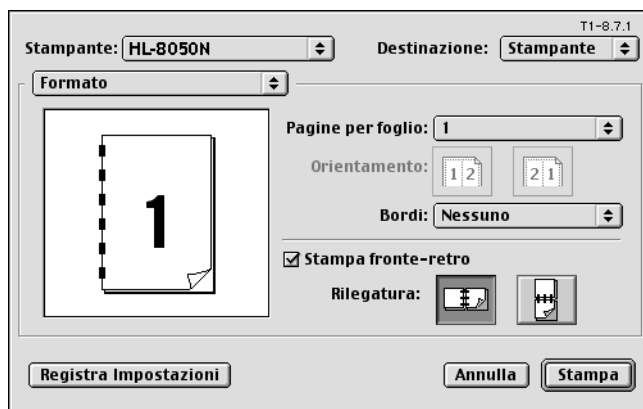 T1-8.7.1
Stampante: HL-8050N Destinazione: Stampante
Formato
Pagine per foglio: 1
Orientamento: 1 2 2 1
Bordi: Nessuno
1
Stampa fronte-retro
Rilegatura:
Registra Impostazioni Annulla Stampa